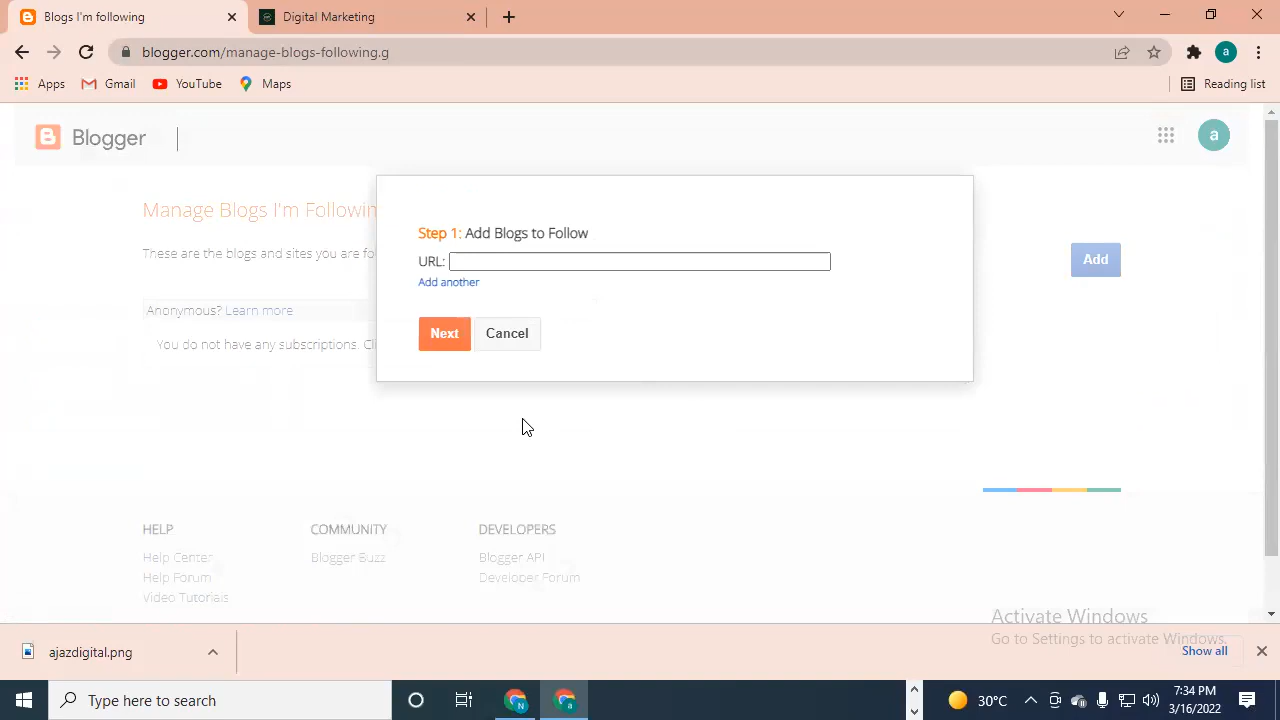 Blogs I'm following
Digital Marketing
blogger.com/manage-blogs-following.g
a
Apps
Gmail
YouTube
Maps
Reading list
Blogger
a
Manage Blogs I'm Followin
These are the blogs and sites you are fo
Add
Anonymous? Learn more
You do not have any subscriptions.
Step 1: Add Blogs to Follow
URL:
Add another
Next
Cancel
HELP
COMMUNITY
DEVELOPERS
Help Center
Blogger Buzz
Blogger API
Help Forum
Developer Forum
Video Tutorials
Activate Windows
Go to Settings to activate Windows.
ajazdigital.png
Show all
Type here to search
N
a
30°C
7:34 PM
3/16/2022